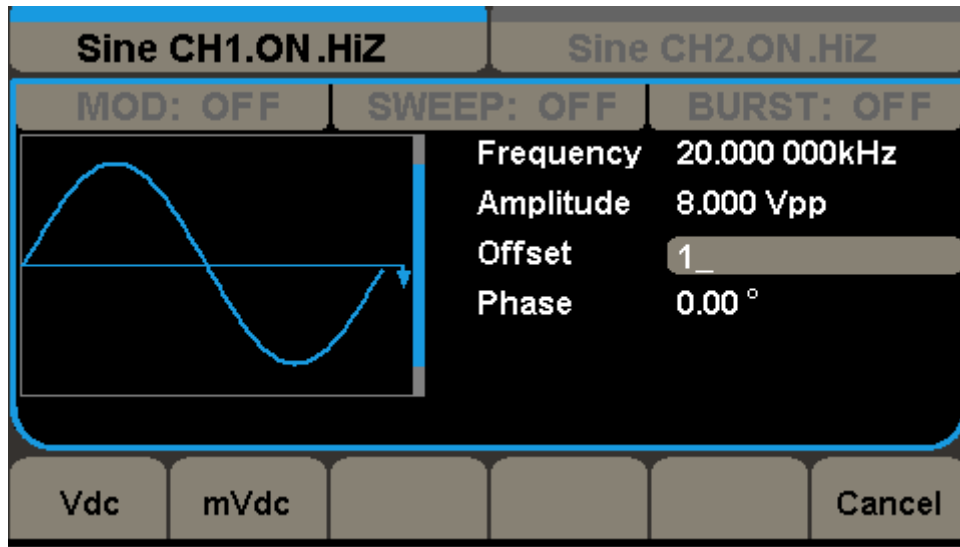 Sine CH1.ON.HiZ
Sine CH2.ON.HiZ
MOD: OFF
SWEEP: OFF
BURST: OFF
Frequency 20.000 000kHz
Amplitude 8.000 Vpp
Offset 1_
Phase 0.00 °
Vdc
mVdc
Cancel